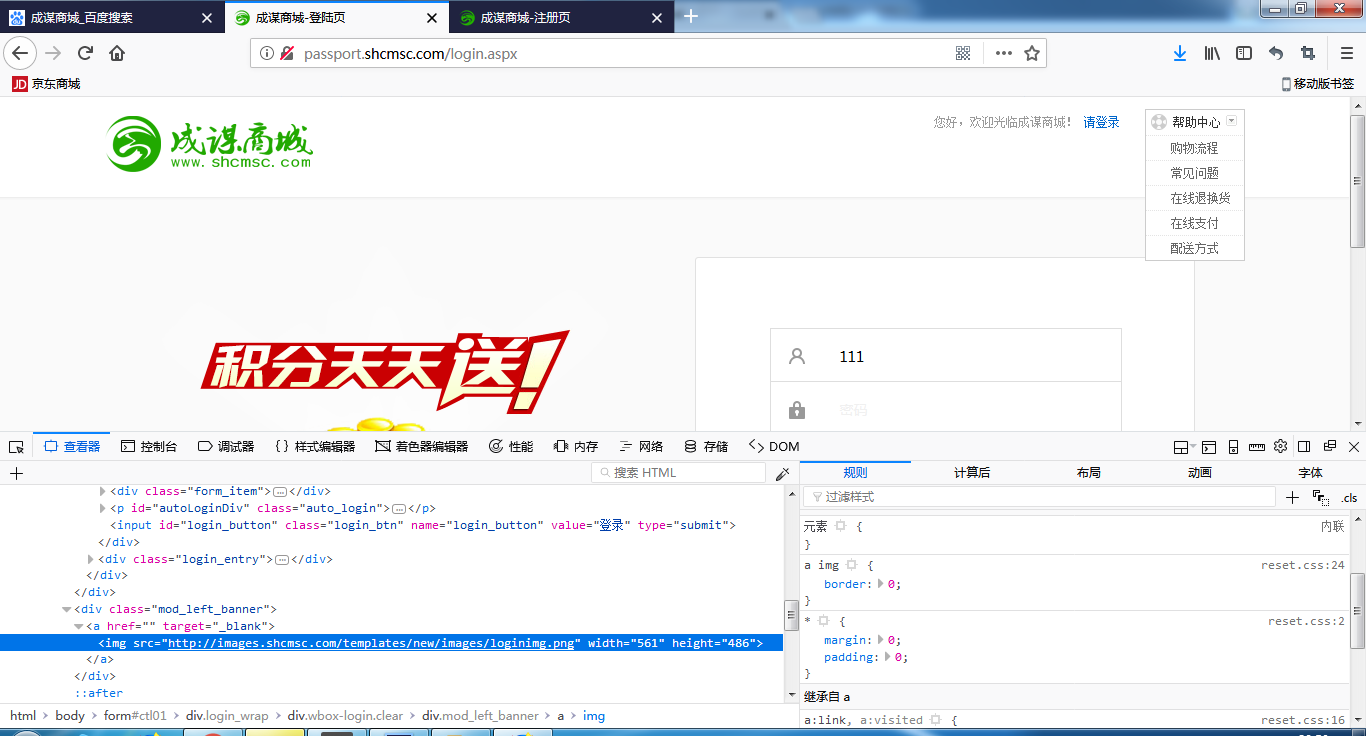 成谋商城_百度搜索
成谋商城-登陆页
成谋商城-注册页
passport.shcmsc.com/login.aspx
JD 京东商城
移动版书签
成谋商城
www.shcmsc.com
您好，欢迎光临成谋商城！ 请登录
帮助中心
购物流程
常见问题
在线退换货
在线支付
配送方式
积分天天送!
111
密码
查看器 控制台 调试器 {} 样式编辑器 着色器编辑器 性能 内存 网络 存储 DOM
搜索 HTML
<div class="form_item"></div>
<p id="autoLoginDiv" class="auto_login"></p>
<input id="login_button" class="login_btn" name="login_button" value="登录" type="submit">
</div>
<div class="login_entry"></div>
</div>
</div>
<div class="mod_left_banner">
<a href="" target="_blank">
<img src="http://images.shcmsc.com/templates/new/images/loginimg.png" width="561" height="486">
</a>
</div>
::after
html body form#ctl01 div.login_wrap div.wbox-login.clear div.mod_left_banner a img
规则 计算后 布局 动画 字体
过滤样式
.cls
元素 { 内联
}
a img { reset.css:24
border: 0;
}
* { reset.css:2
margin: 0;
padding: 0;
}
继承自 a
a:link, a:visited { reset.css:16